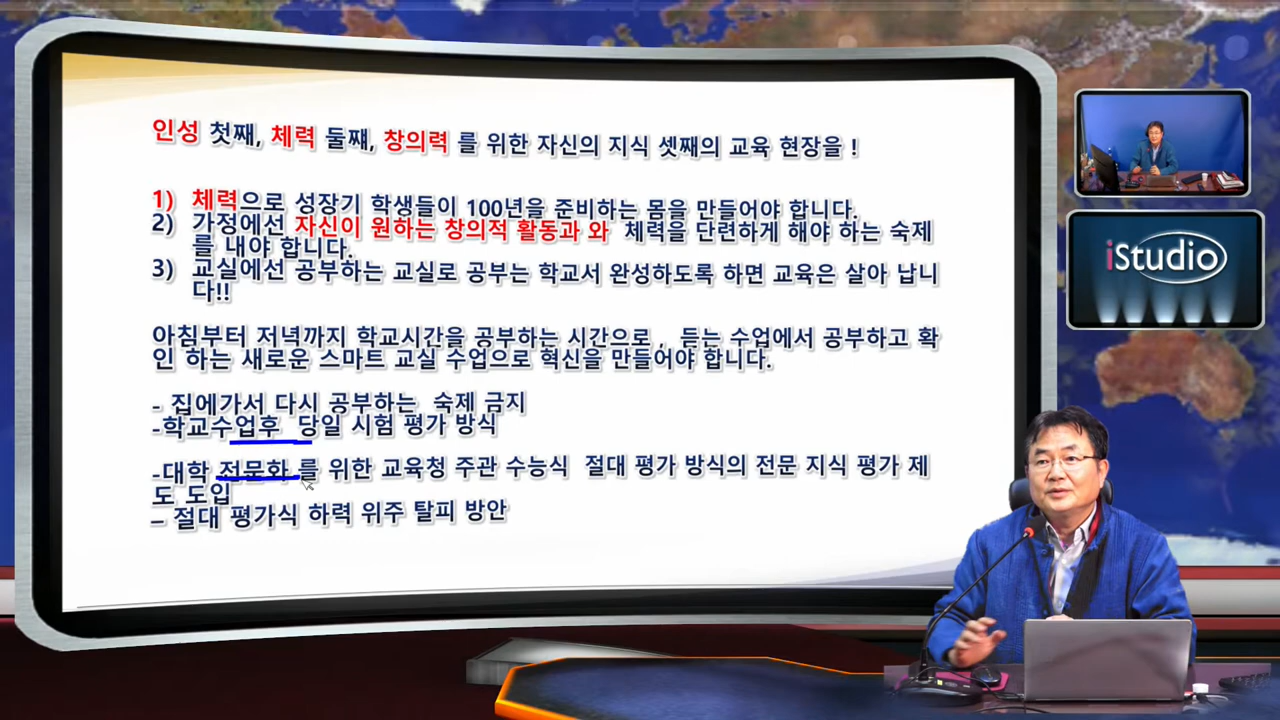 인성 첫째, 체력 둘째, 창의력 를 위한 자신의 지식 셋째의 교육 현장을 !
1) 체력으로 성장기 학생들이 100년을 준비하는 몸을 만들어야 합니다.
2) 가정에선 자신이 원하는 창의적 활동과 와 체력을 단련하게 해야 하는 숙제
를 내야 합니다.
3) 교실에선 공부하는 교실로 공부는 학교서 완성하도록 하면 교육은 살아 납니
다!!
아침부터 저녁까지 학교시간을 공부하는 시간으로 , 듣는 수업에서 공부하고 확
인 하는 새로운 스마트 교실 수업으로 혁신을 만들어야 합니다.
- 집에가서 다시 공부하는 숙제 금지
-학교수업후 당일 시험 평가 방식
-대학 전문화 를 위한 교육청 주관 수능식 절대 평가 방식의 전문 지식 평가 제
도 도입
– 절대 평가식 하력 위주 탈피 방안
iStudio